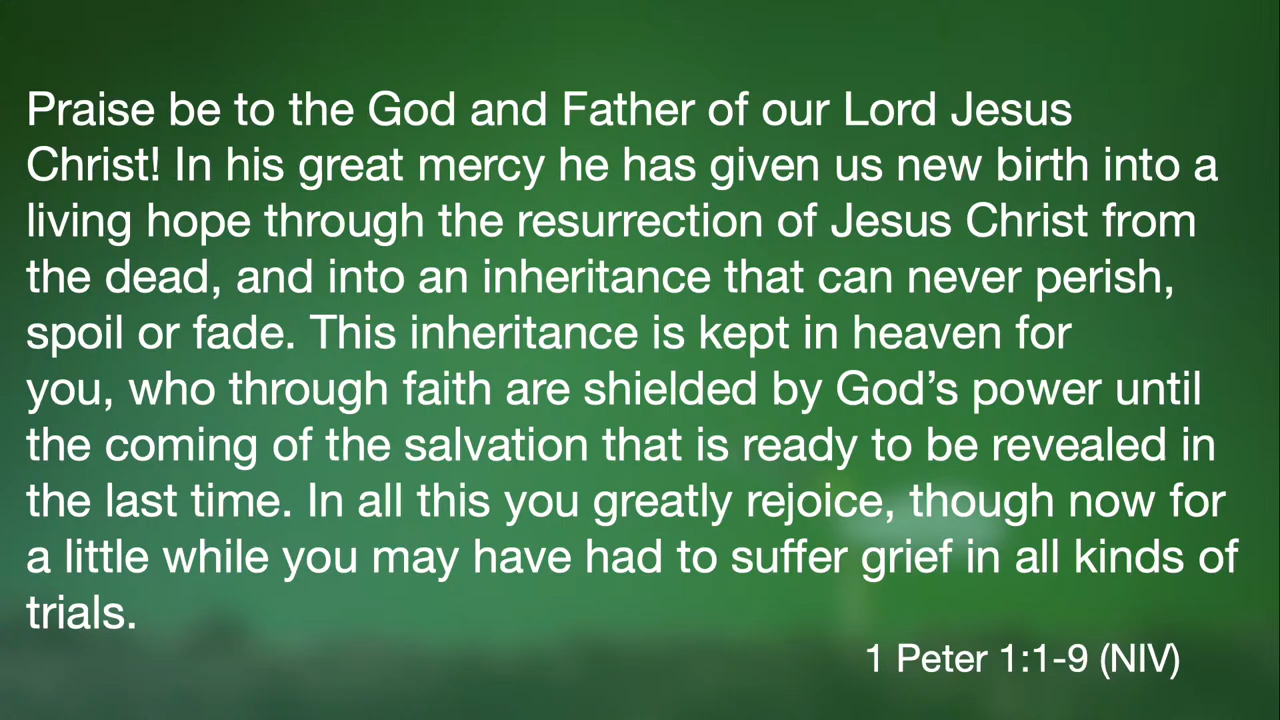 Praise be to the God and Father of our Lord Jesus
Christ! In his great mercy he has given us new birth into a
living hope through the resurrection of Jesus Christ from
the dead, and into an inheritance that can never perish,
spoil or fade. This inheritance is kept in heaven for
you, who through faith are shielded by God’s power until
the coming of the salvation that is ready to be revealed in
the last time. In all this you greatly rejoice, though now for
a little while you may have had to suffer grief in all kinds of
trials.
1 Peter 1:1-9 (NIV)